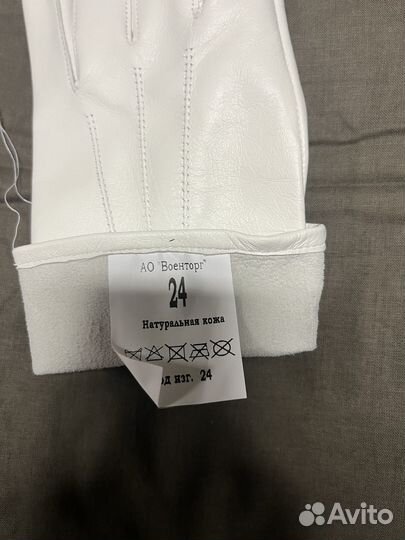 АО "Военторг"
24
Натуральная кожа
од изг. 24
Avito